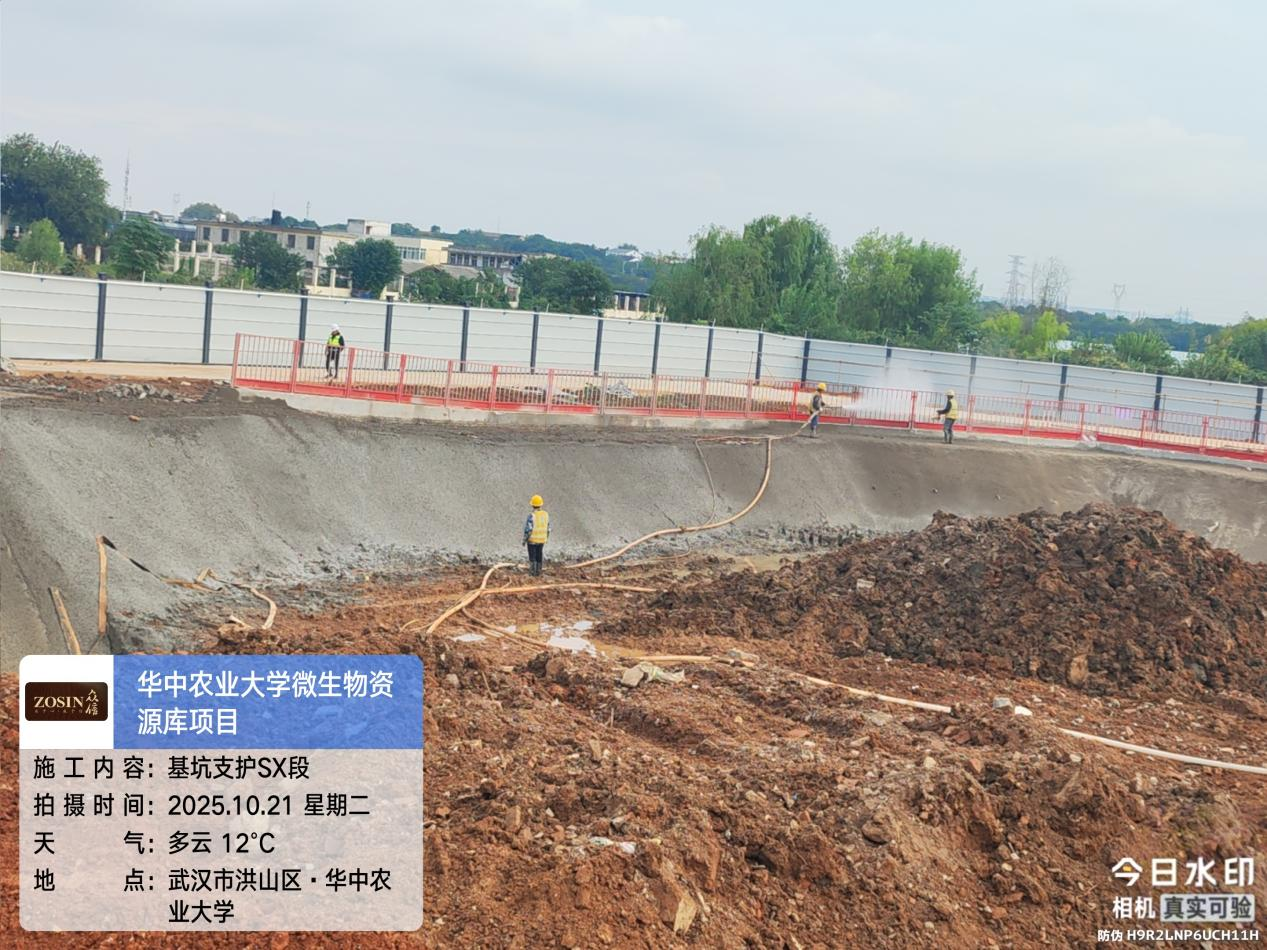 华中农业大学微生物资
源库项目
ZOSIN 众信
施工内容：基坑支护SX段
拍摄时间：2025.10.21 星期二
天气：多云 12°C
地点：武汉市洪山区·华中农
业大学
今日水印
相机 真实可验
防伪 H9R2LNP6UCH11H